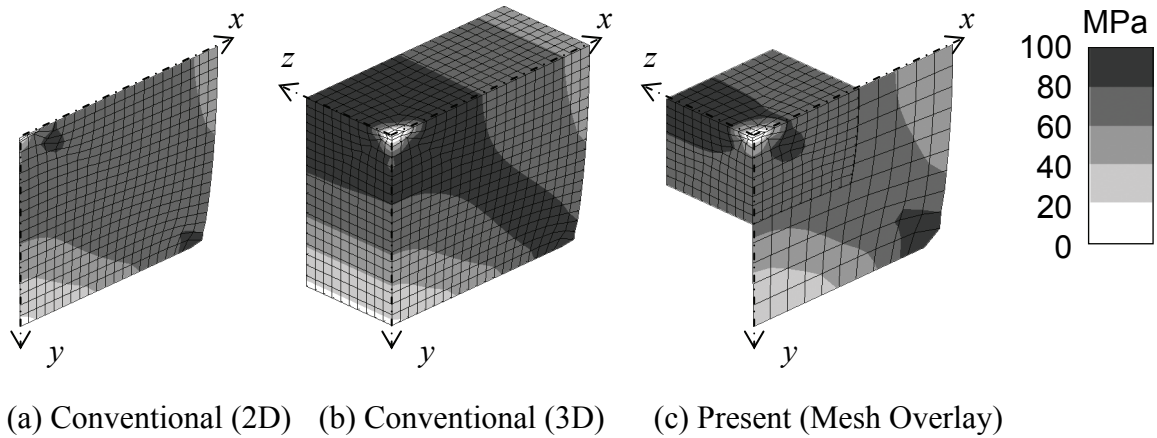 x
y
(a) Conventional (2D)
z
x
y
(b) Conventional (3D)
z
x
y
(c) Present (Mesh Overlay)
MPa
100
80
60
40
20
0